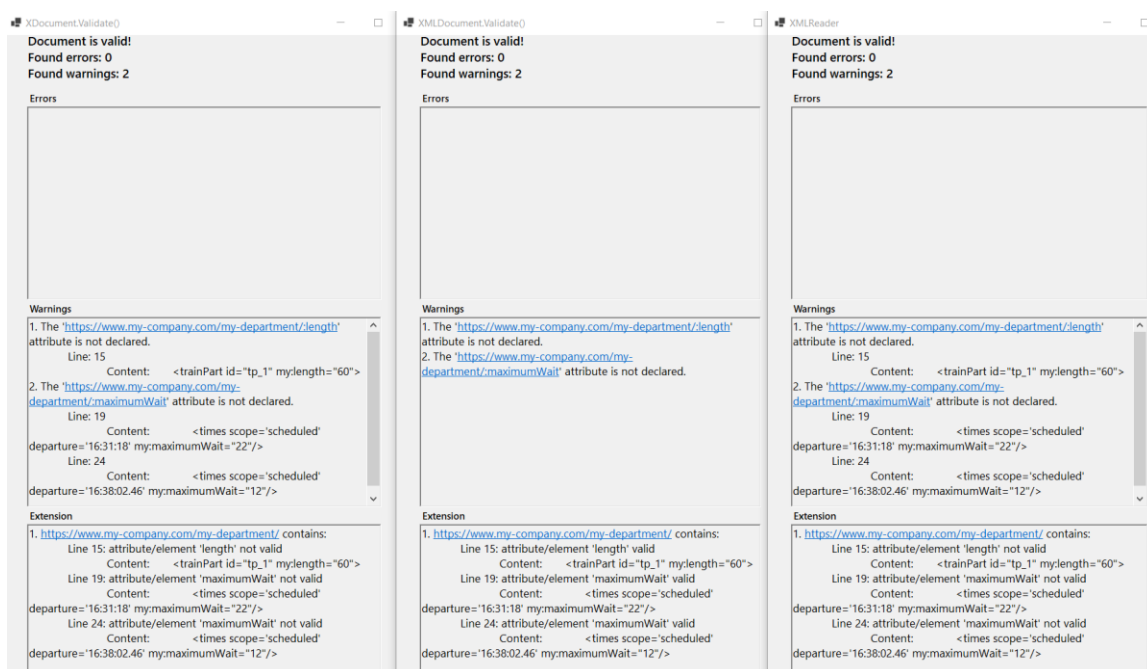 XDocument.Validate()
Document is valid!
Found errors: 0
Found warnings: 2
Errors
Warnings
1. The 'https://www.my-company.com/my-department/:length'
attribute is not declared.
Line: 15
Content: <trainPart id="tp_1" my:length="60">
2. The 'https://www.my-company.com/my-
department/:maximumWait' attribute is not declared.
Line: 19
Content: <times scope='scheduled'
departure='16:31:18' my:maximumWait="22"/>
Line: 24
Content: <times scope='scheduled'
departure='16:38:02.46' my:maximumWait="12"/>
Extension
1. https://www.my-company.com/my-department/ contains:
Line 15: attribute/element 'length' not valid
Content: <trainPart id="tp_1" my:length="60">
Line 19: attribute/element 'maximumWait' not valid
Content: <times scope='scheduled'
departure='16:31:18' my:maximumWait="22"/>
Line 24: attribute/element 'maximumWait' not valid
Content: <times scope='scheduled'
departure='16:38:02.46' my:maximumWait="12"/>
XMLDocument.Validate()
Document is valid!
Found errors: 0
Found warnings: 2
Errors
Warnings
1. The 'https://www.my-company.com/my-department/:length'
attribute is not declared.
2. The 'https://www.my-company.com/my-
department/:maximumWait' attribute is not declared.
Extension
1. https://www.my-company.com/my-department/ contains:
Line 15: attribute/element 'length' valid
Content: <trainPart id="tp_1" my:length="60">
Line 19: attribute/element 'maximumWait' valid
Content: <times scope='scheduled'
departure='16:31:18' my:maximumWait="22"/>
Line 24: attribute/element 'maximumWait' valid
Content: <times scope='scheduled'
departure='16:38:02.46' my:maximumWait="12"/>
XMLReader
Document is valid!
Found errors: 0
Found warnings: 2
Errors
Warnings
1. The 'https://www.my-company.com/my-department/:length'
attribute is not declared.
Line: 15
Content: <trainPart id="tp_1" my:length="60">
2. The 'https://www.my-company.com/my-
department/:maximumWait' attribute is not declared.
Line: 19
Content: <times scope='scheduled'
departure='16:31:18' my:maximumWait="22"/>
Line: 24
Content: <times scope='scheduled'
departure='16:38:02.46' my:maximumWait="12"/>
Extension
1. https://www.my-company.com/my-department/ contains:
Line 15: attribute/element 'length' not valid
Content: <trainPart id="tp_1" my:length="60">
Line 19: attribute/element 'maximumWait' not valid
Content: <times scope='scheduled'
departure='16:31:18' my:maximumWait="22"/>
Line 24: attribute/element 'maximumWait' not valid
Content: <times scope='scheduled'
departure='16:38:02.46' my:maximumWait="12"/>